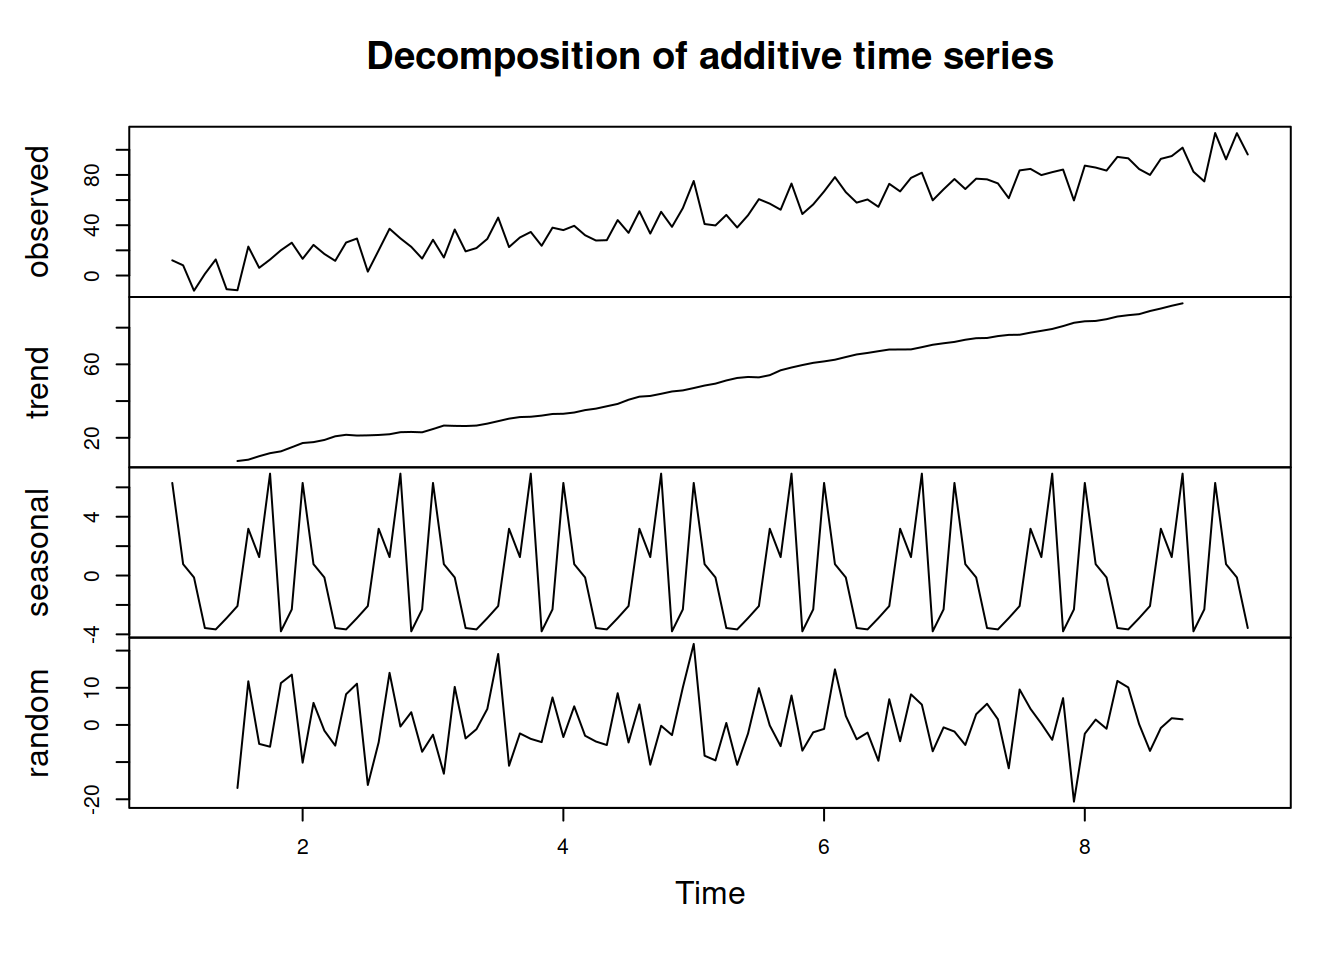 Decomposition of additive time series
observed
0 40 80
trend
20 60
seasonal
-4 0 4
random
-20 0 10
2 4 6 8
Time